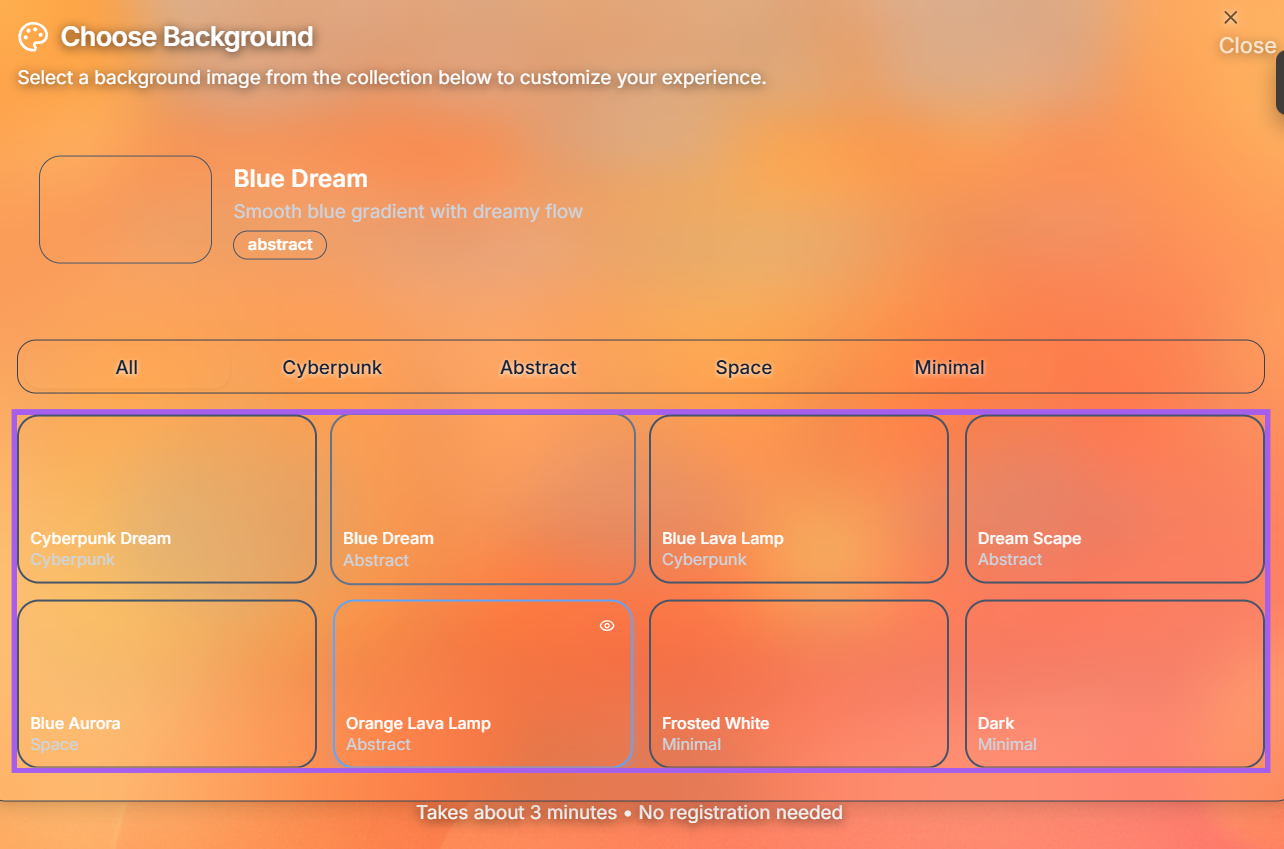 Choose Background
Close
Select a background image from the collection below to customize your experience.
Blue Dream
Smooth blue gradient with dreamy flow
abstract
All Cyberpunk Abstract Space Minimal
Cyberpunk Dream
Cyberpunk
Blue Dream
Abstract
Blue Lava Lamp
Cyberpunk
Dream Scape
Abstract
Blue Aurora
Space
Orange Lava Lamp
Abstract
Frosted White
Minimal
Dark
Minimal
Takes about 3 minutes • No registration needed